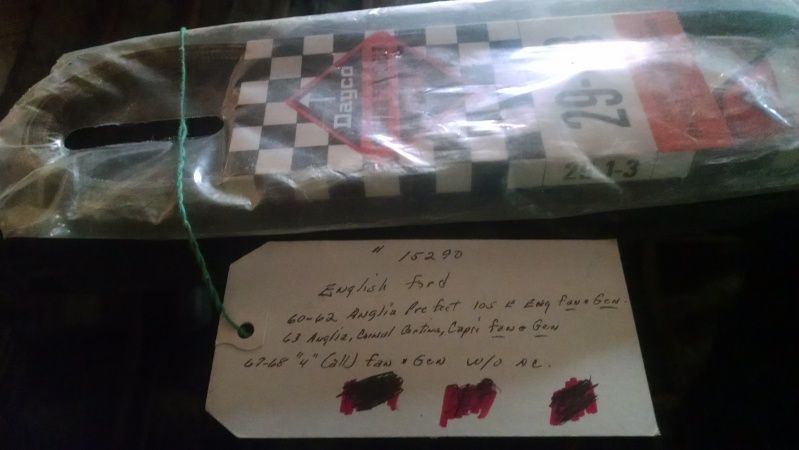 Dayco
29-
29-1-3
" 15290
English Ford
60-62 Anglia Prefect 105 E Eng fan & Gen.
63 Anglia, Consul Cortina, Capri fan & Gen
67-68 "4" (all) fan & Gen w/o AC.